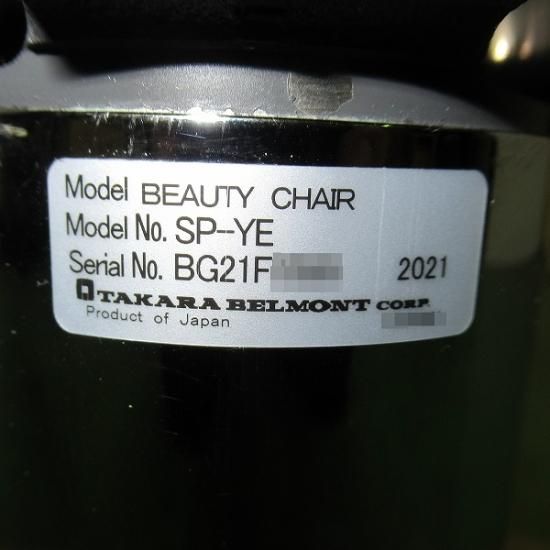 Model BEAUTY CHAIR
Model No. SP--YE
Serial No. BG21F 2021
TAKARA BELMONT CORP.
Product of Japan